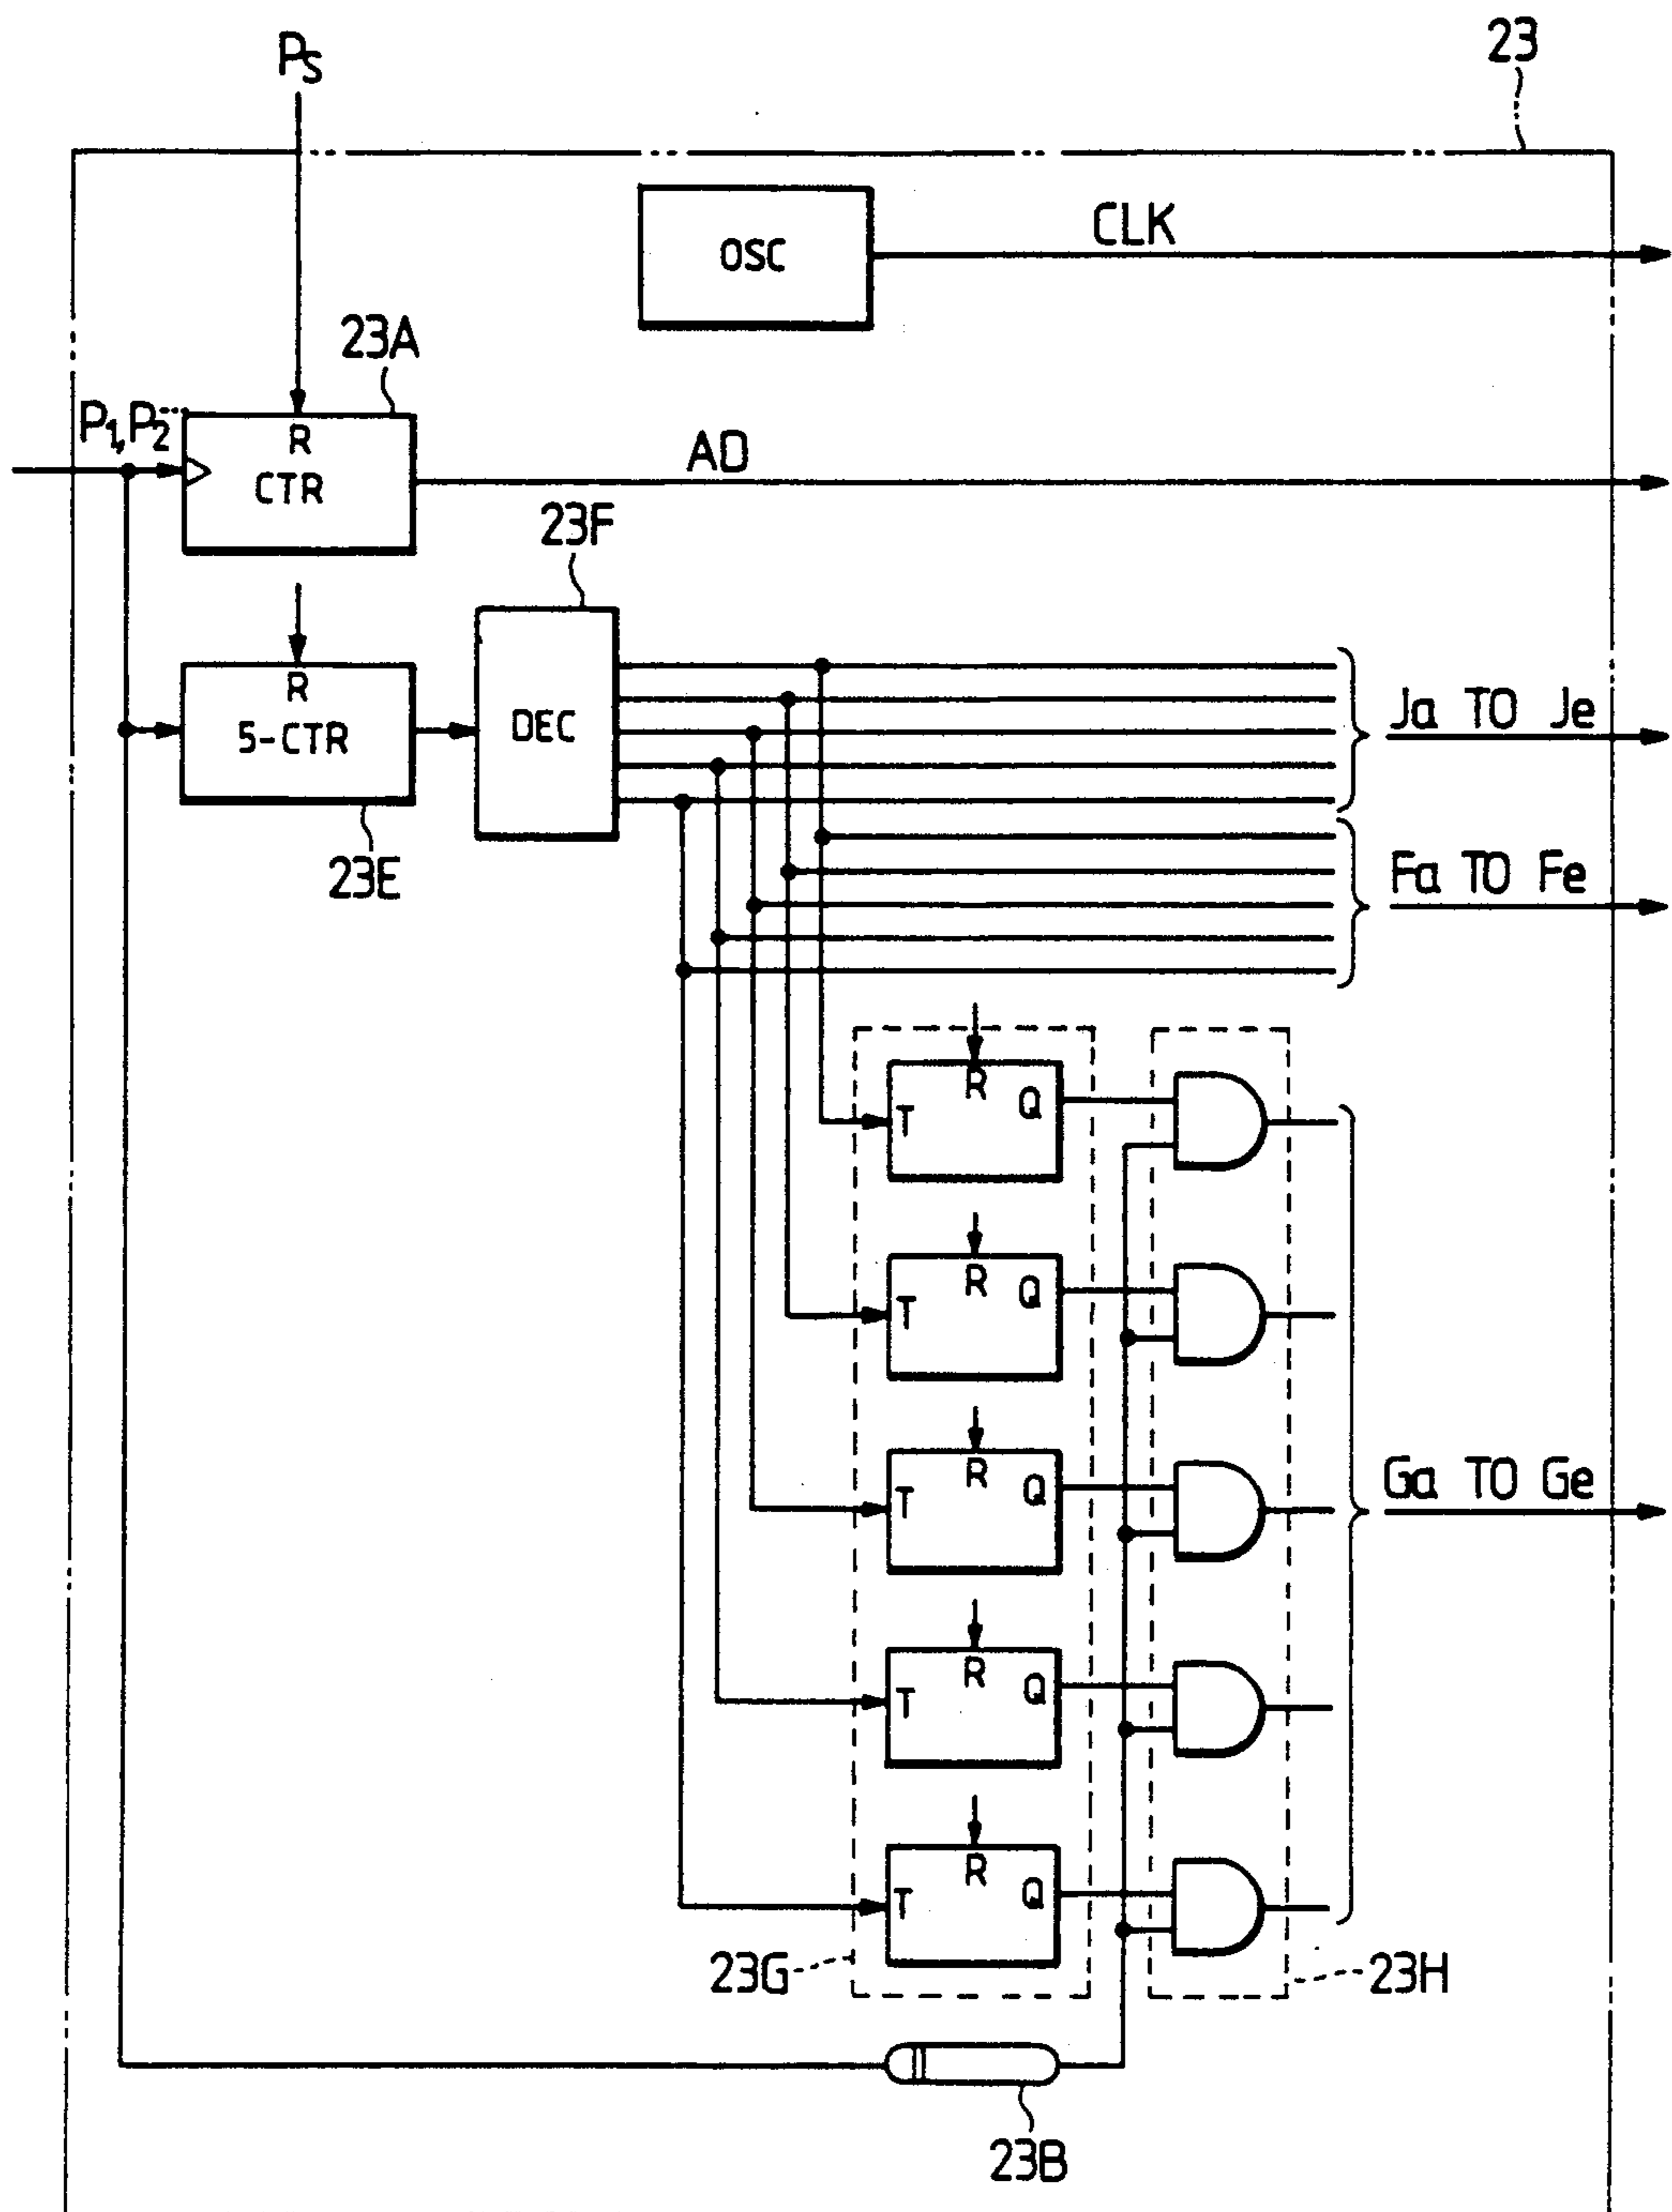 Ps
23
OSC
CLK
23A
P1,P2...
R
CTR
AD
23F
R
5-CTR
DEC
Ja TO Je
23E
Fa TO Fe
R
T
Q
R
T
Q
R
T
Q
Ga TO Ge
R
T
Q
R
T
Q
23G
23H
23B